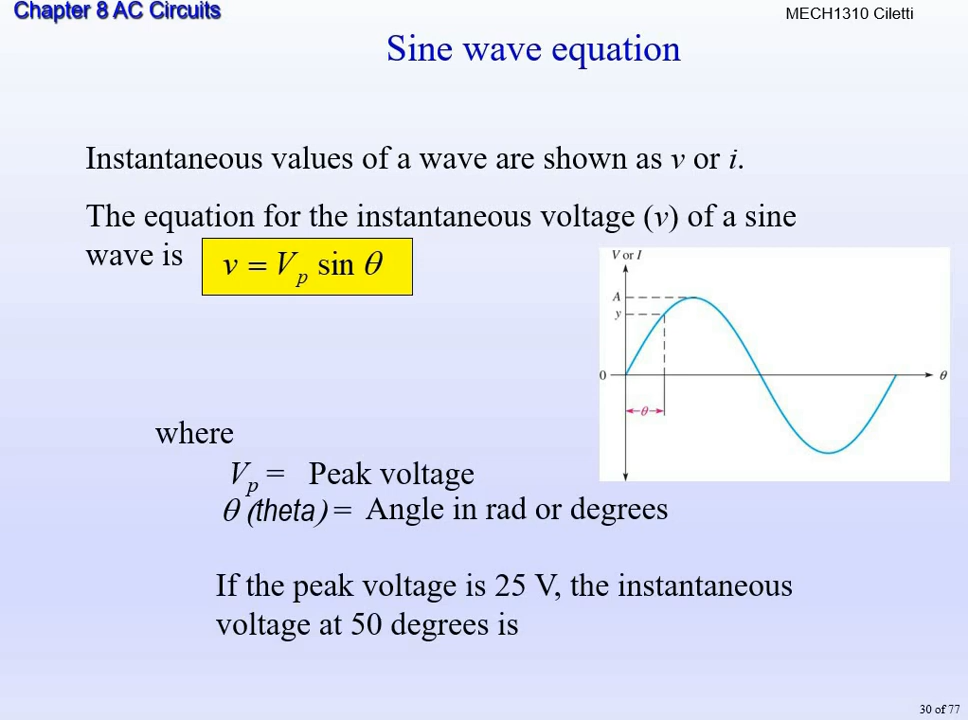 Chapter 8 AC Circuits
MECH1310 Ciletti
Sine wave equation
Instantaneous values of a wave are shown as v or i.
The equation for the instantaneous voltage (v) of a sine
wave is
v = Vp sin θ
V or I
A
y
0
θ
θ
where
Vp = Peak voltage
θ (theta) = Angle in rad or degrees
If the peak voltage is 25 V, the instantaneous
voltage at 50 degrees is
30 of 77